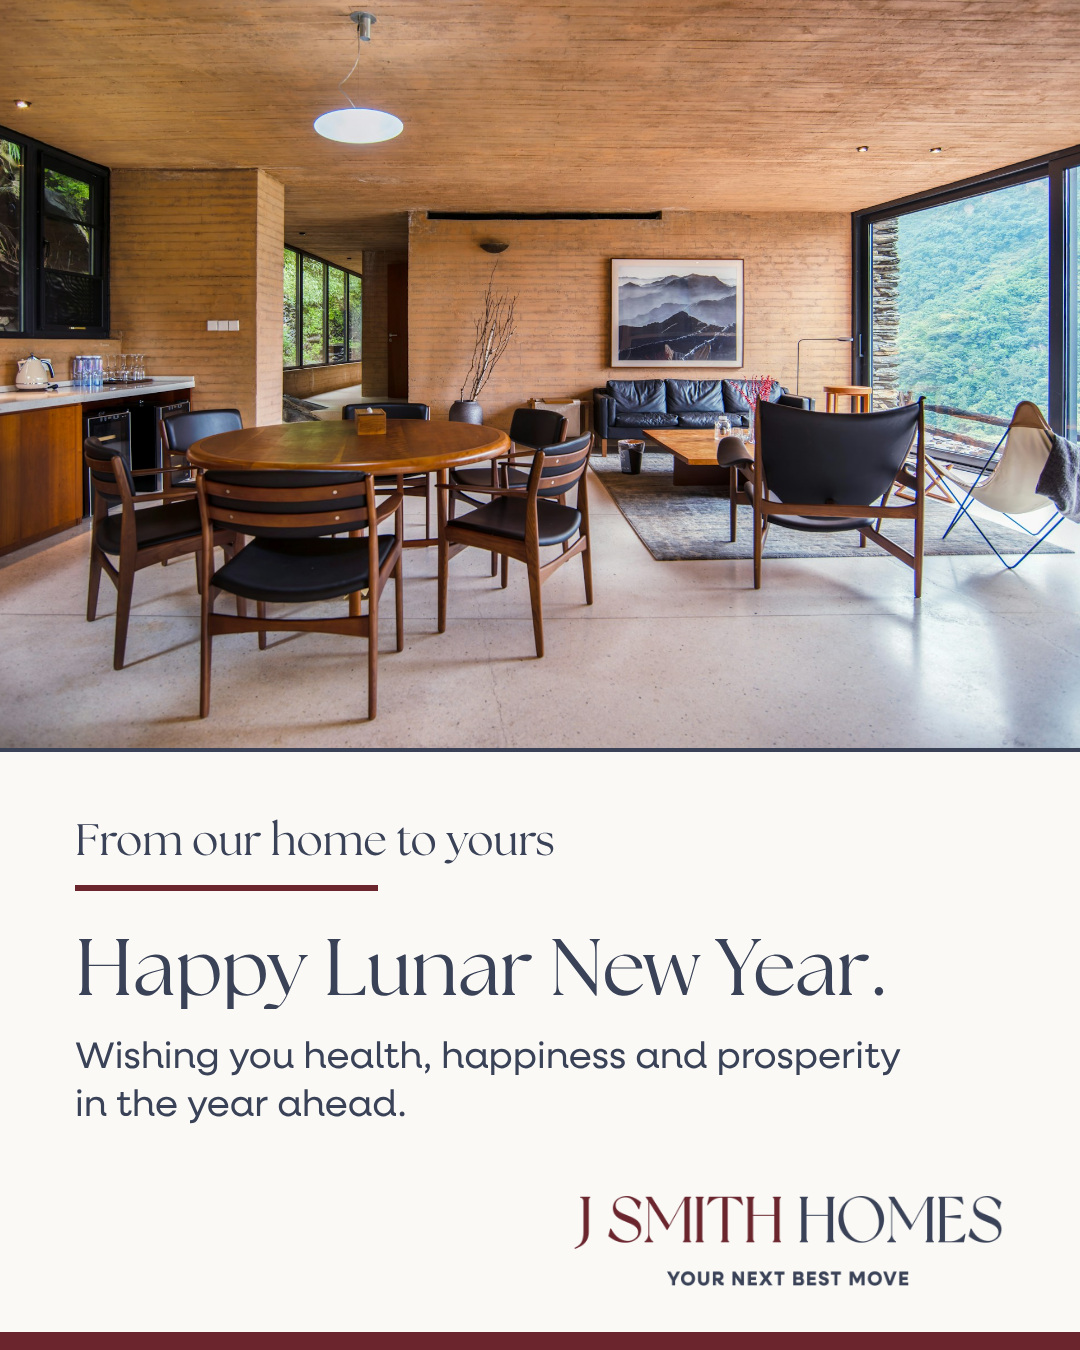 From our home to yours
Happy Lunar New Year.
Wishing you health, happiness and prosperity
in the year ahead.
J SMITH HOMES
YOUR NEXT BEST MOVE